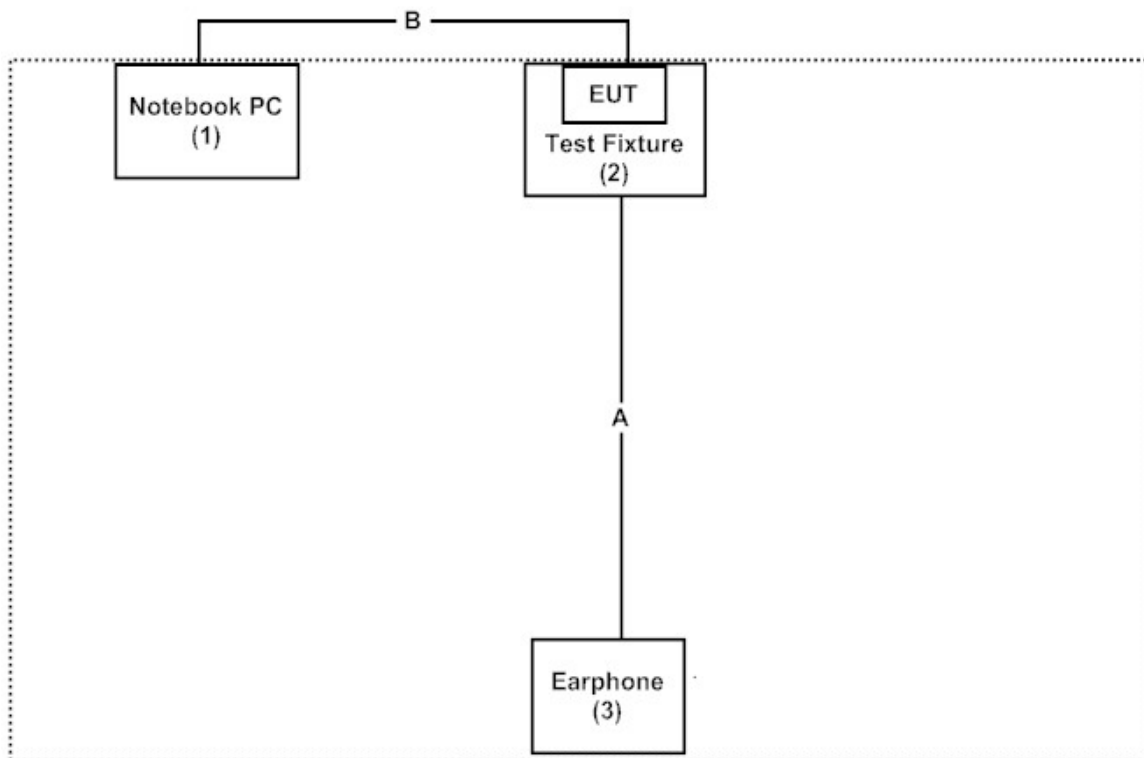 B
Notebook PC
(1)
EUT
Test Fixture
(2)
A
Earphone
(3)